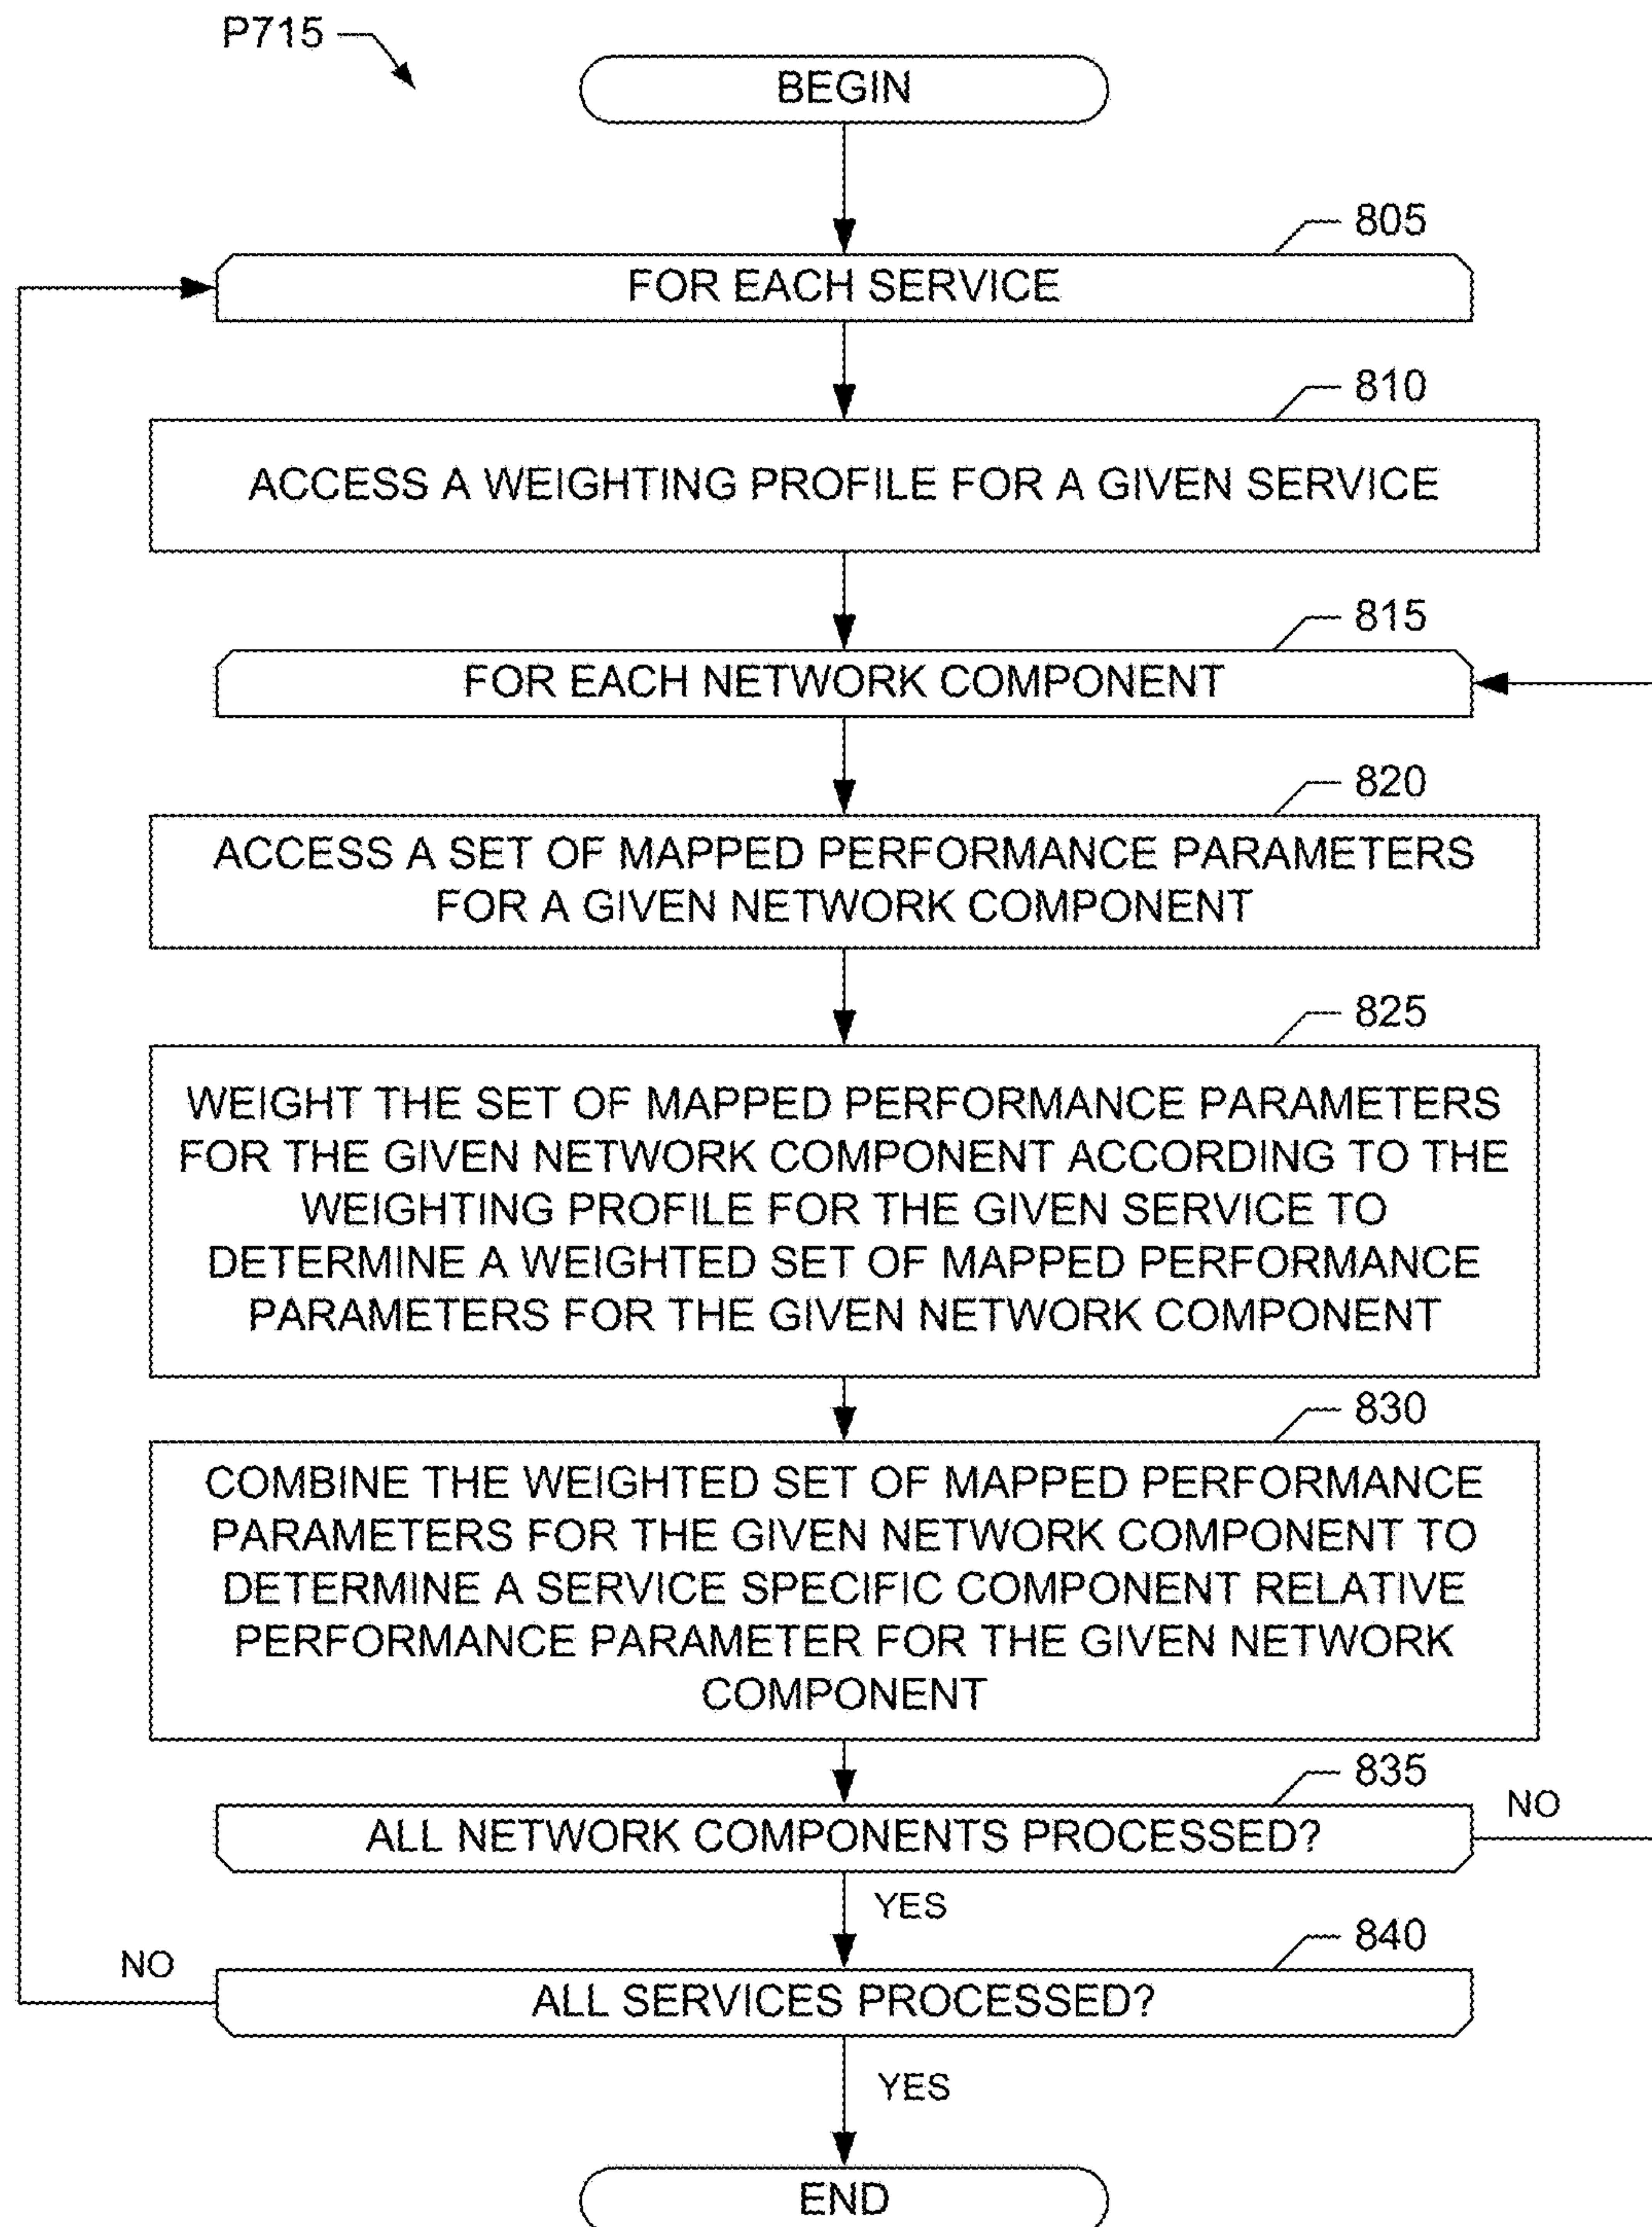 P715
BEGIN
805
FOR EACH SERVICE
810
ACCESS A WEIGHTING PROFILE FOR A GIVEN SERVICE
815
FOR EACH NETWORK COMPONENT
820
ACCESS A SET OF MAPPED PERFORMANCE PARAMETERS
FOR A GIVEN NETWORK COMPONENT
825
WEIGHT THE SET OF MAPPED PERFORMANCE PARAMETERS
FOR THE GIVEN NETWORK COMPONENT ACCORDING TO THE
WEIGHTING PROFILE FOR THE GIVEN SERVICE TO
DETERMINE A WEIGHTED SET OF MAPPED PERFORMANCE
PARAMETERS FOR THE GIVEN NETWORK COMPONENT
830
COMBINE THE WEIGHTED SET OF MAPPED PERFORMANCE
PARAMETERS FOR THE GIVEN NETWORK COMPONENT TO
DETERMINE A SERVICE SPECIFIC COMPONENT RELATIVE
PERFORMANCE PARAMETER FOR THE GIVEN NETWORK
COMPONENT
835
ALL NETWORK COMPONENTS PROCESSED?
NO
YES
840
NO
ALL SERVICES PROCESSED?
YES
END